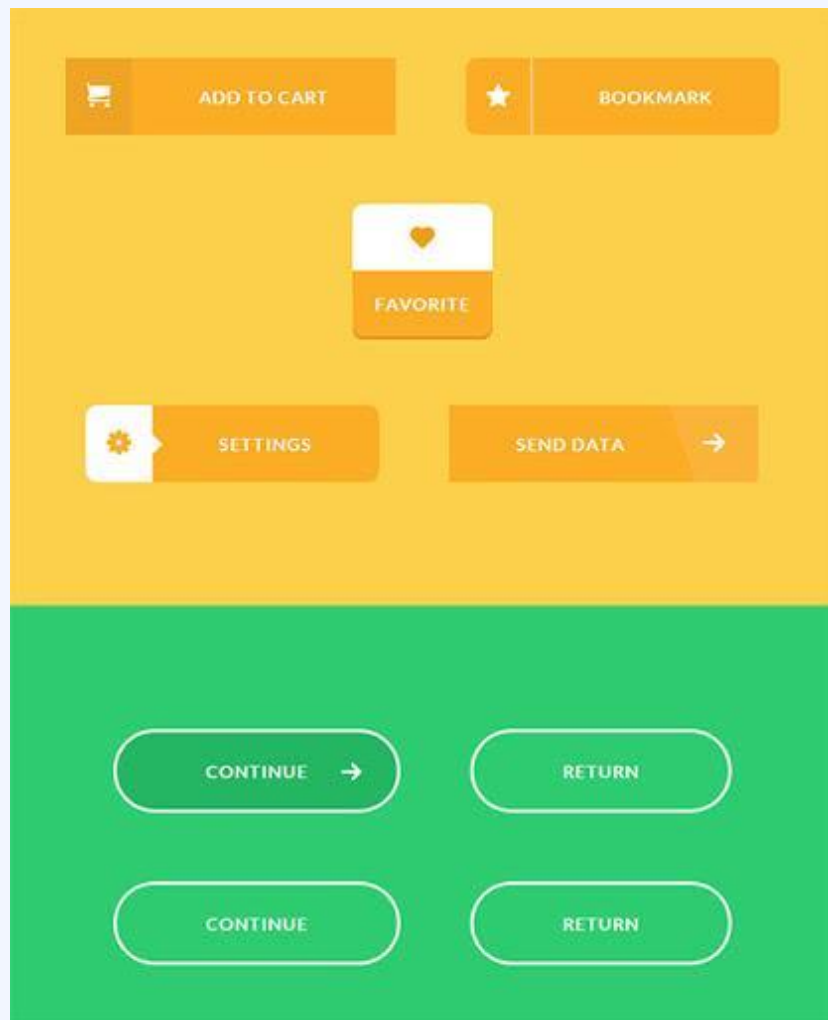 ADD TO CART
BOOKMARK
FAVORITE
SETTINGS
SEND DATA
CONTINUE
RETURN
CONTINUE
RETURN